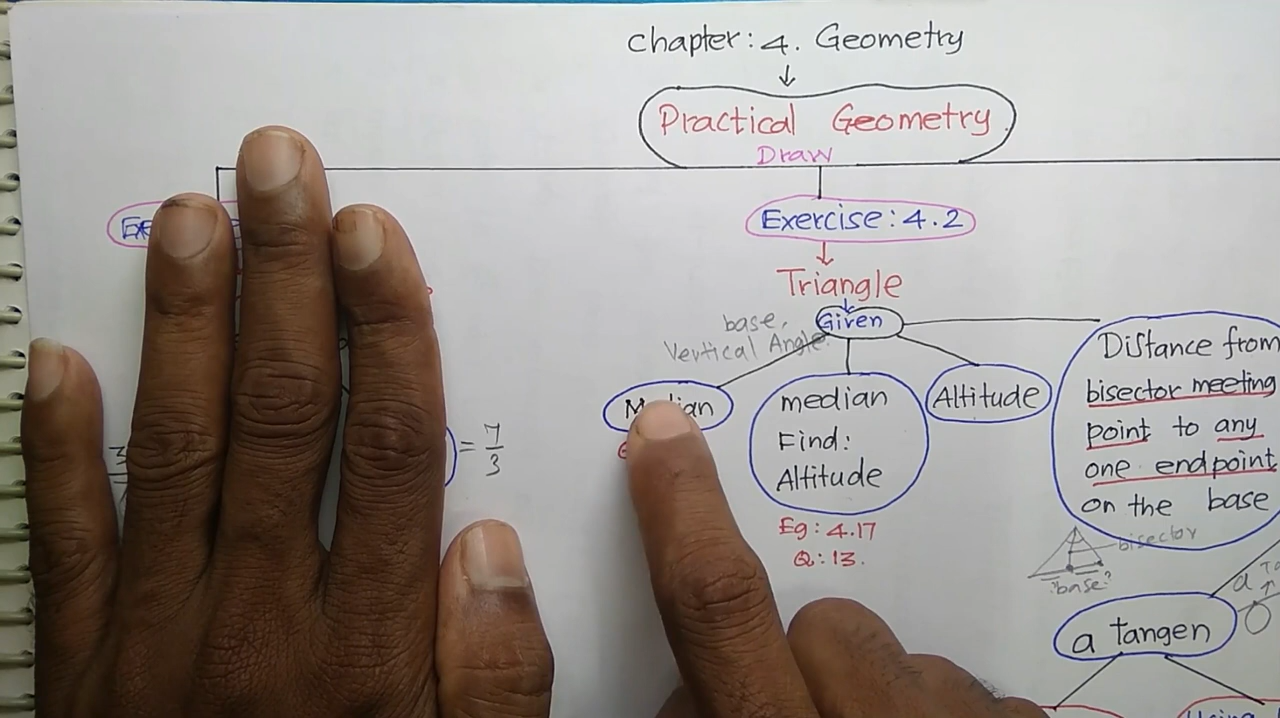 Chapter: 4. Geometry
Practical Geometry
Draw
Exercise: 4.2
Triangle
Given
base,
Vertical Angle.
median
Find:
Altitude
Eg: 4.17
Q: 13.
Altitude
Distance from
bisector meeting
point to any
one endpoint
on the base
bisector
"base?"
a tangen
= 7/3